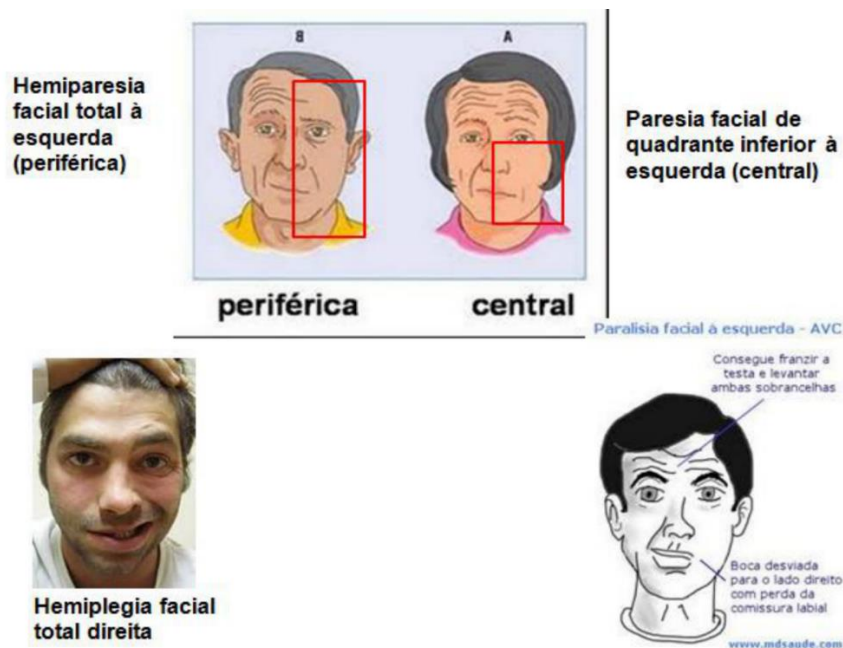 B
A
Hemiparesia
facial total à
esquerda
(periférica)
Paresia facial de
quadrante inferior à
esquerda (central)
periférica
central
Paralisia facial à esquerda - AVC
Consegue franzir a
testa e levantar
ambas sobrancelhas
Boca desviada
para o lado direito
com perda da
comissura labial
www.mdsaude.com
Hemiplegia facial
total direita